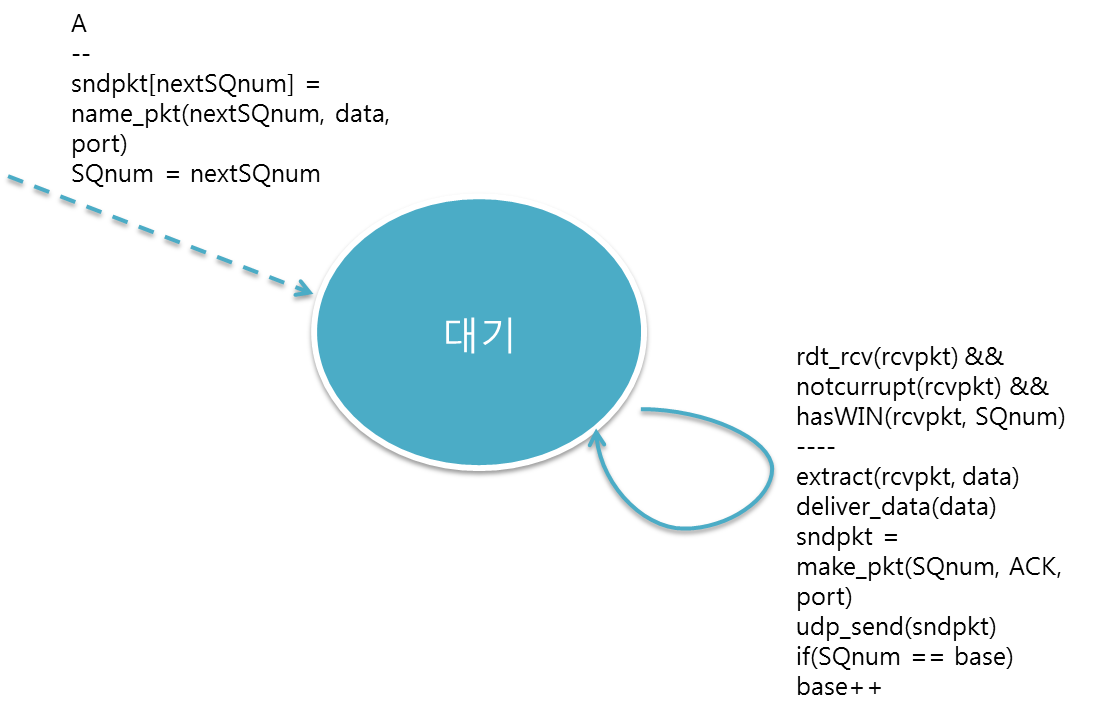 A
--
sndpkt[nextSQnum] =
name_pkt(nextSQnum, data,
port)
SQnum = nextSQnum
대기
rdt_rcv(rcvpkt) &&
notcurrupt(rcvpkt) &&
hasWIN(rcvpkt, SQnum)
----
extract(rcvpkt, data)
deliver_data(data)
sndpkt =
make_pkt(SQnum, ACK,
port)
udp_send(sndpkt)
if(SQnum == base)
base++